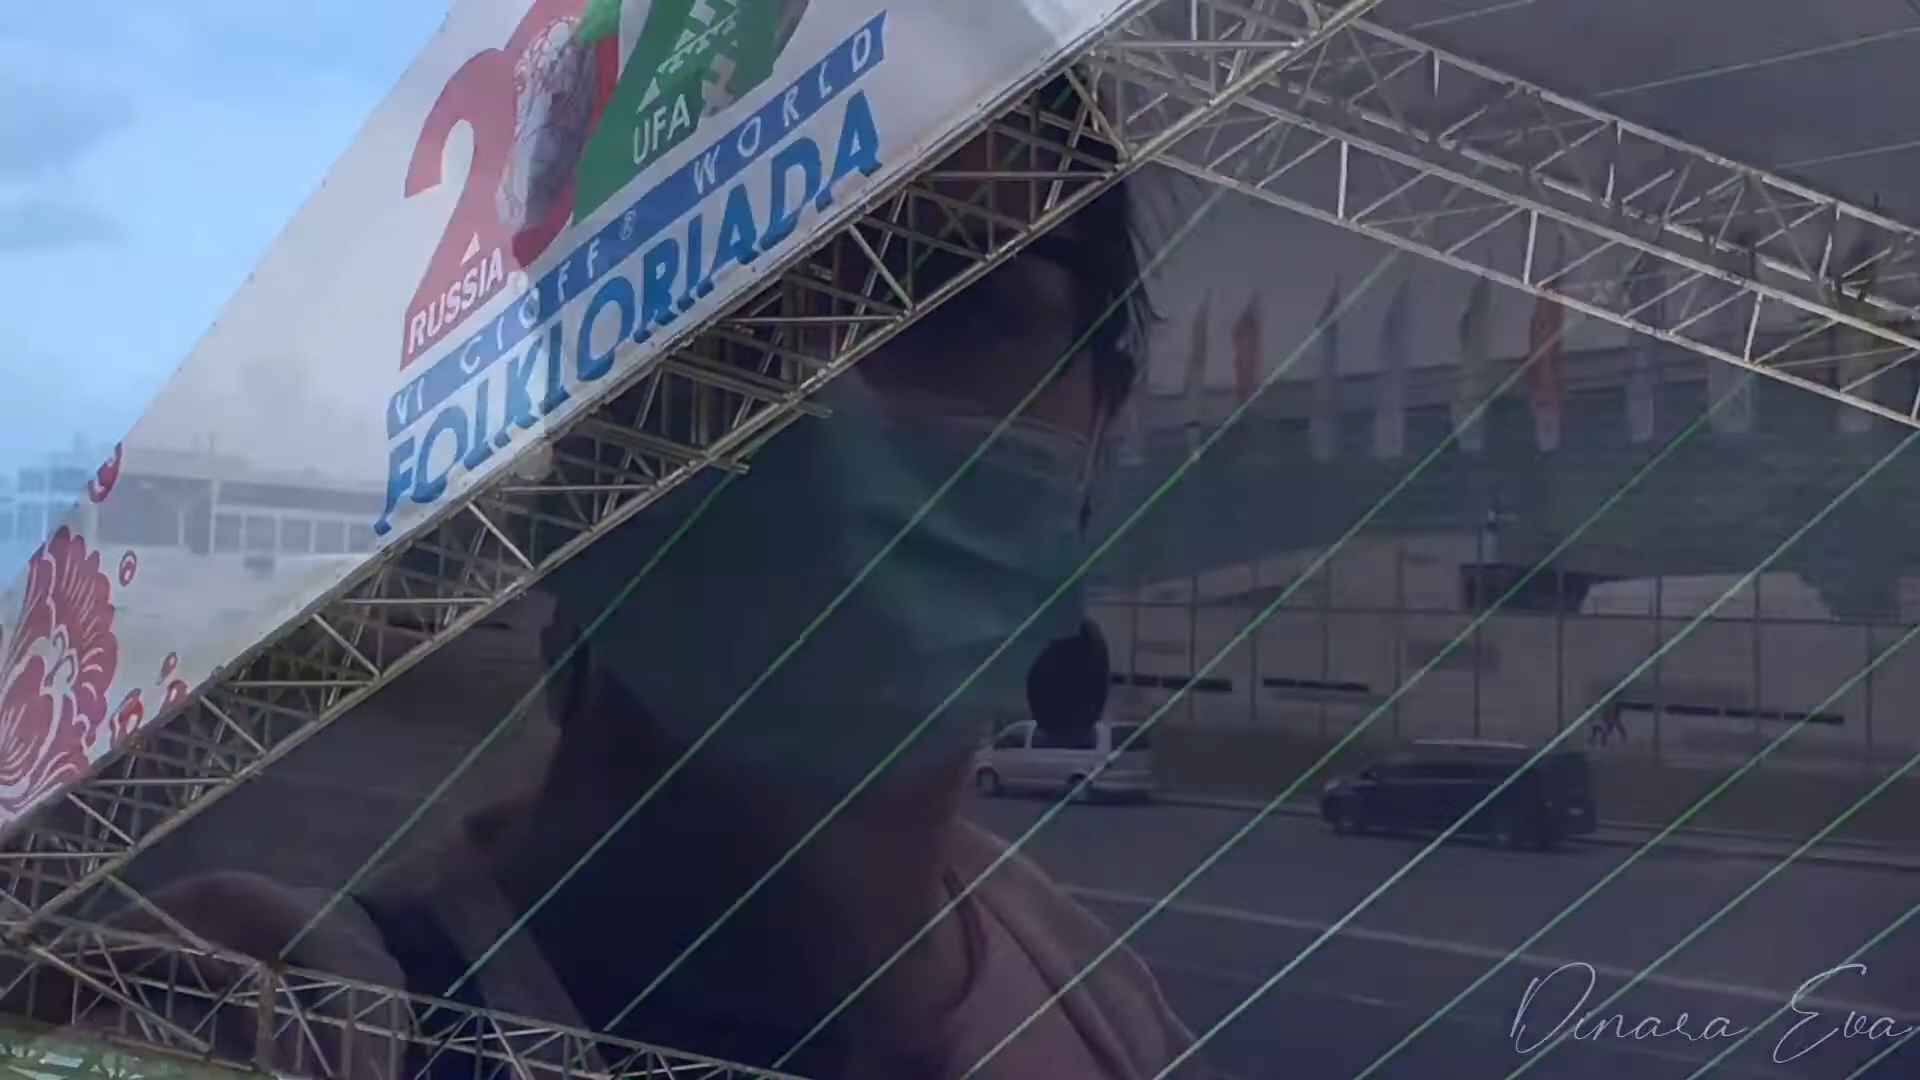 RUSSIA
UFA
VI CIOFF® WORLD
FOLKLORIADA
Dinara Eva